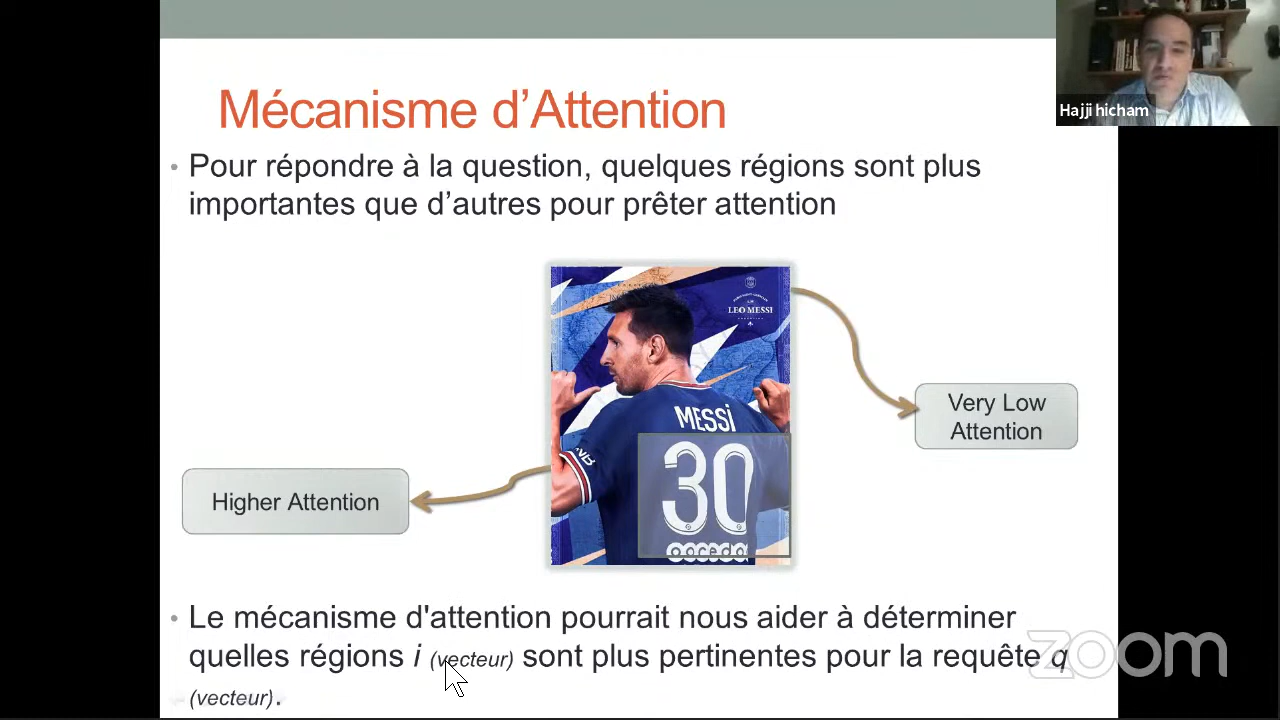 Mécanisme d’Attention
Hajji hicham
• Pour répondre à la question, quelques régions sont plus
importantes que d’autres pour prêter attention
LEO MESSI
MESSI
30
Very Low
Attention
Higher Attention
• Le mécanisme d'attention pourrait nous aider à déterminer
quelles régions i (vecteur) sont plus pertinentes pour la requête q
(vecteur).
zoom